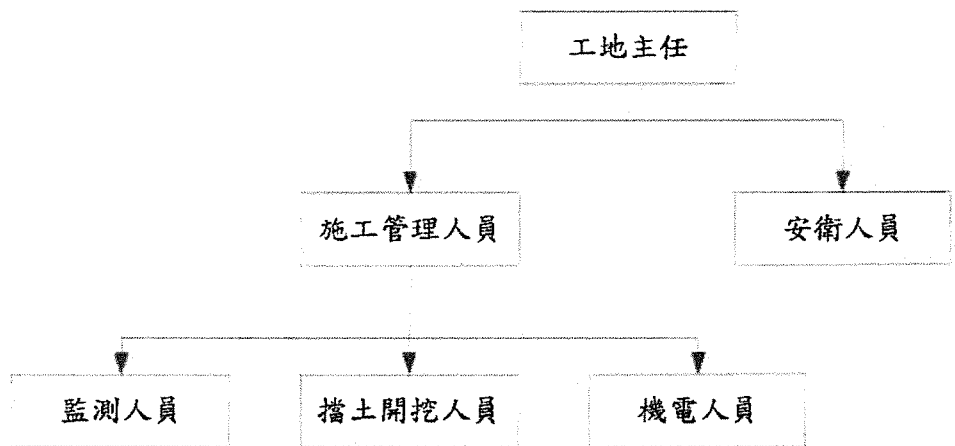 工地主任
施工管理人員
安衛人員
監測人員
擋土開挖人員
機電人員